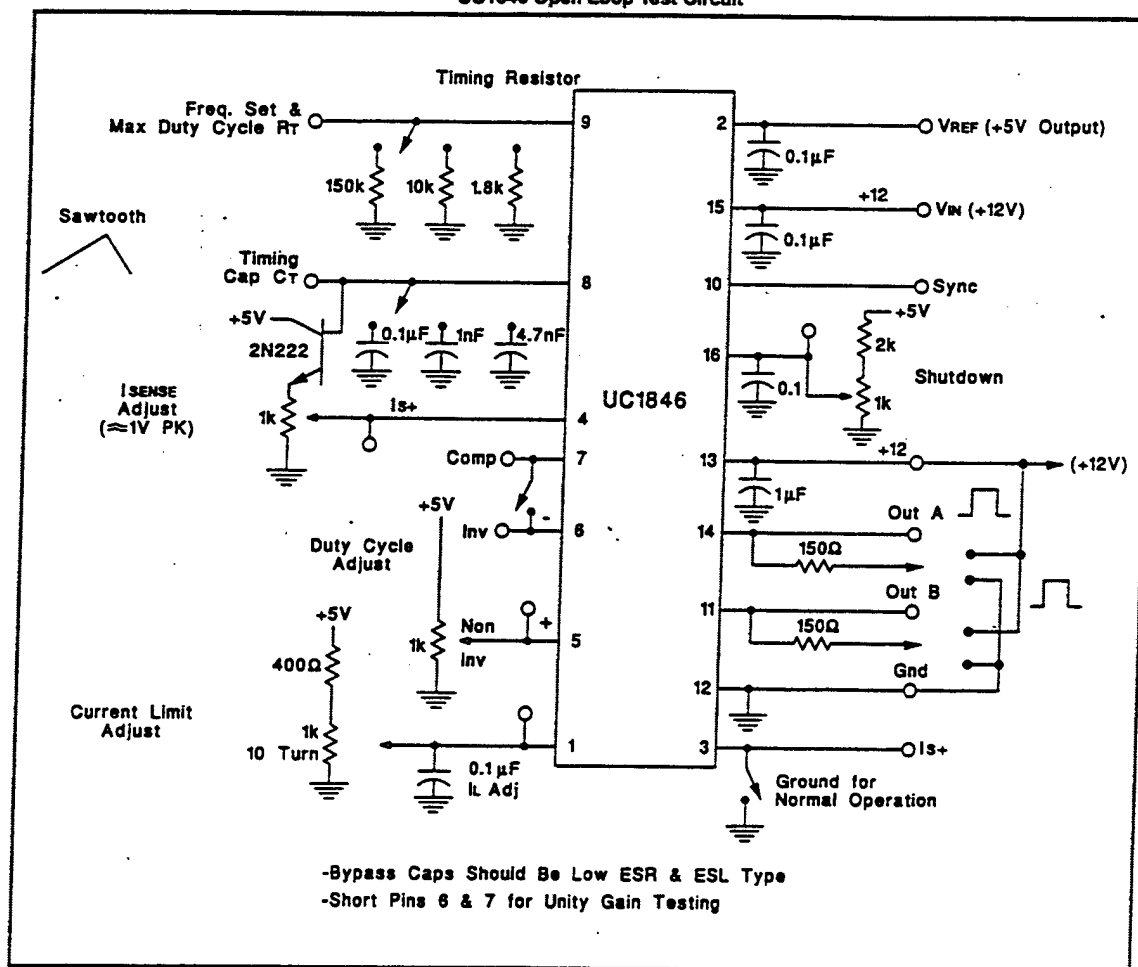 UC1846 Open Loop Test Circuit
Timing Resistor
Freq. Set &
Max Duty Cycle RT
9
150k
10k
1.8k
Sawtooth
Timing
Cap CT
8
+5V
2N222
0.1µF
1nF
4.7nF
ISENSE
Adjust
(≈1V PK)
1k
Is+
4
Comp
7
+5V
Inv
-
6
Duty Cycle
Adjust
+5V
1k
Non
Inv
+
5
400Ω
Current Limit
Adjust
1k
10 Turn
0.1µF
IL Adj
1
UC1846
2
VREF (+5V Output)
0.1µF
15
+12
VIN (+12V)
0.1µF
10
Sync
+5V
2k
16
0.1
1k
Shutdown
13
+12
(+12V)
1µF
Out A
14
150Ω
Out B
11
150Ω
Gnd
12
3
Is+
Ground for
Normal Operation
-Bypass Caps Should Be Low ESR & ESL Type
-Short Pins 6 & 7 for Unity Gain Testing